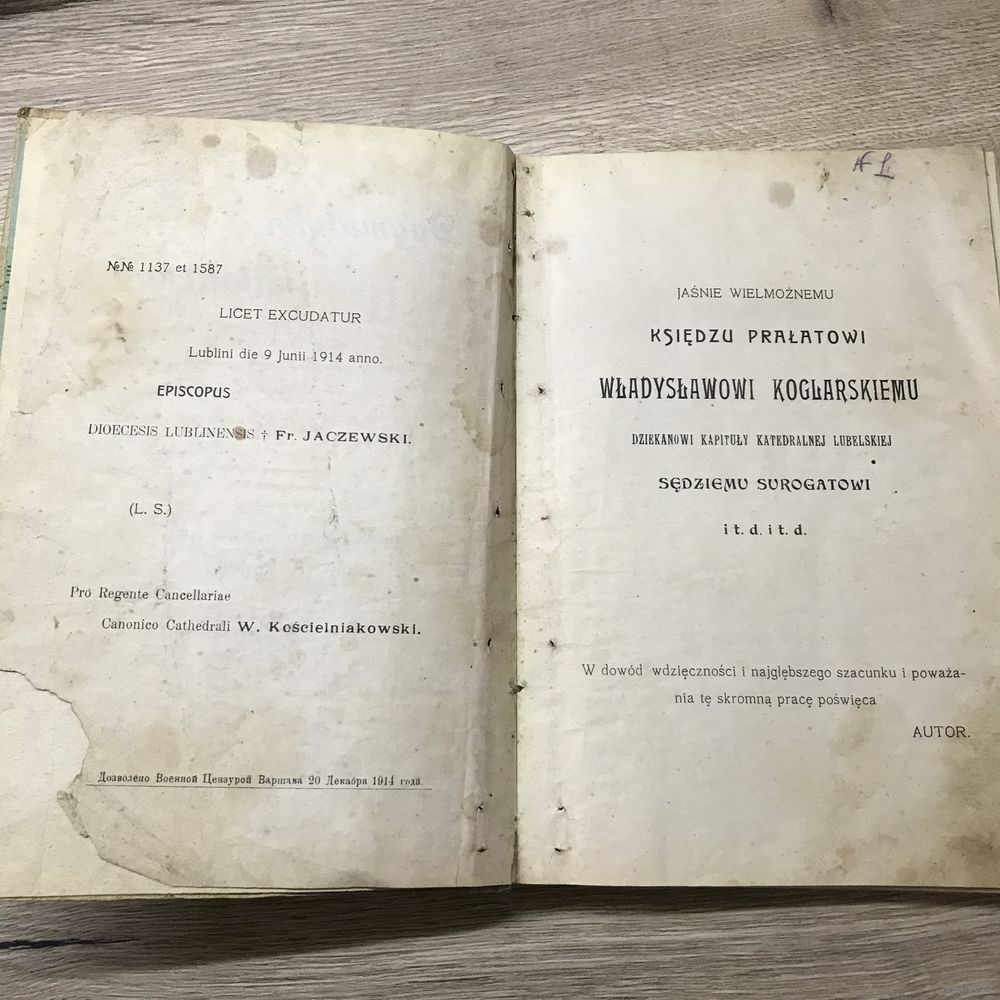 №№ 1137 et 1587
LICET EXCUDATUR
Lublini die 9 Junii 1914 anno.
EPISCOPUS
DIOECESIS LUBLINENSIS † Fr. JACZEWSKI.
(L. S.)
Pro Regente Cancellariae
Canonico Cathedrali W. Kościelniakowski.
Дозволено Военной Цензурой Варшава 20 Декабря 1914 года.
JAŚNIE WIELMOŻNEMU
KSIĘDZU PRAŁATOWI
WŁADYSŁAWOWI KOGLARSKIEMU
DZIEKANOWI KAPITUŁY KATEDRALNEJ LUBELSKIEJ
SĘDZIEMU SUROGATOWI
i t. d. i t. d.
W dowód wdzięczności i najgłębszego szacunku i poważa-
nia tę skromną pracę poświęca
AUTOR.